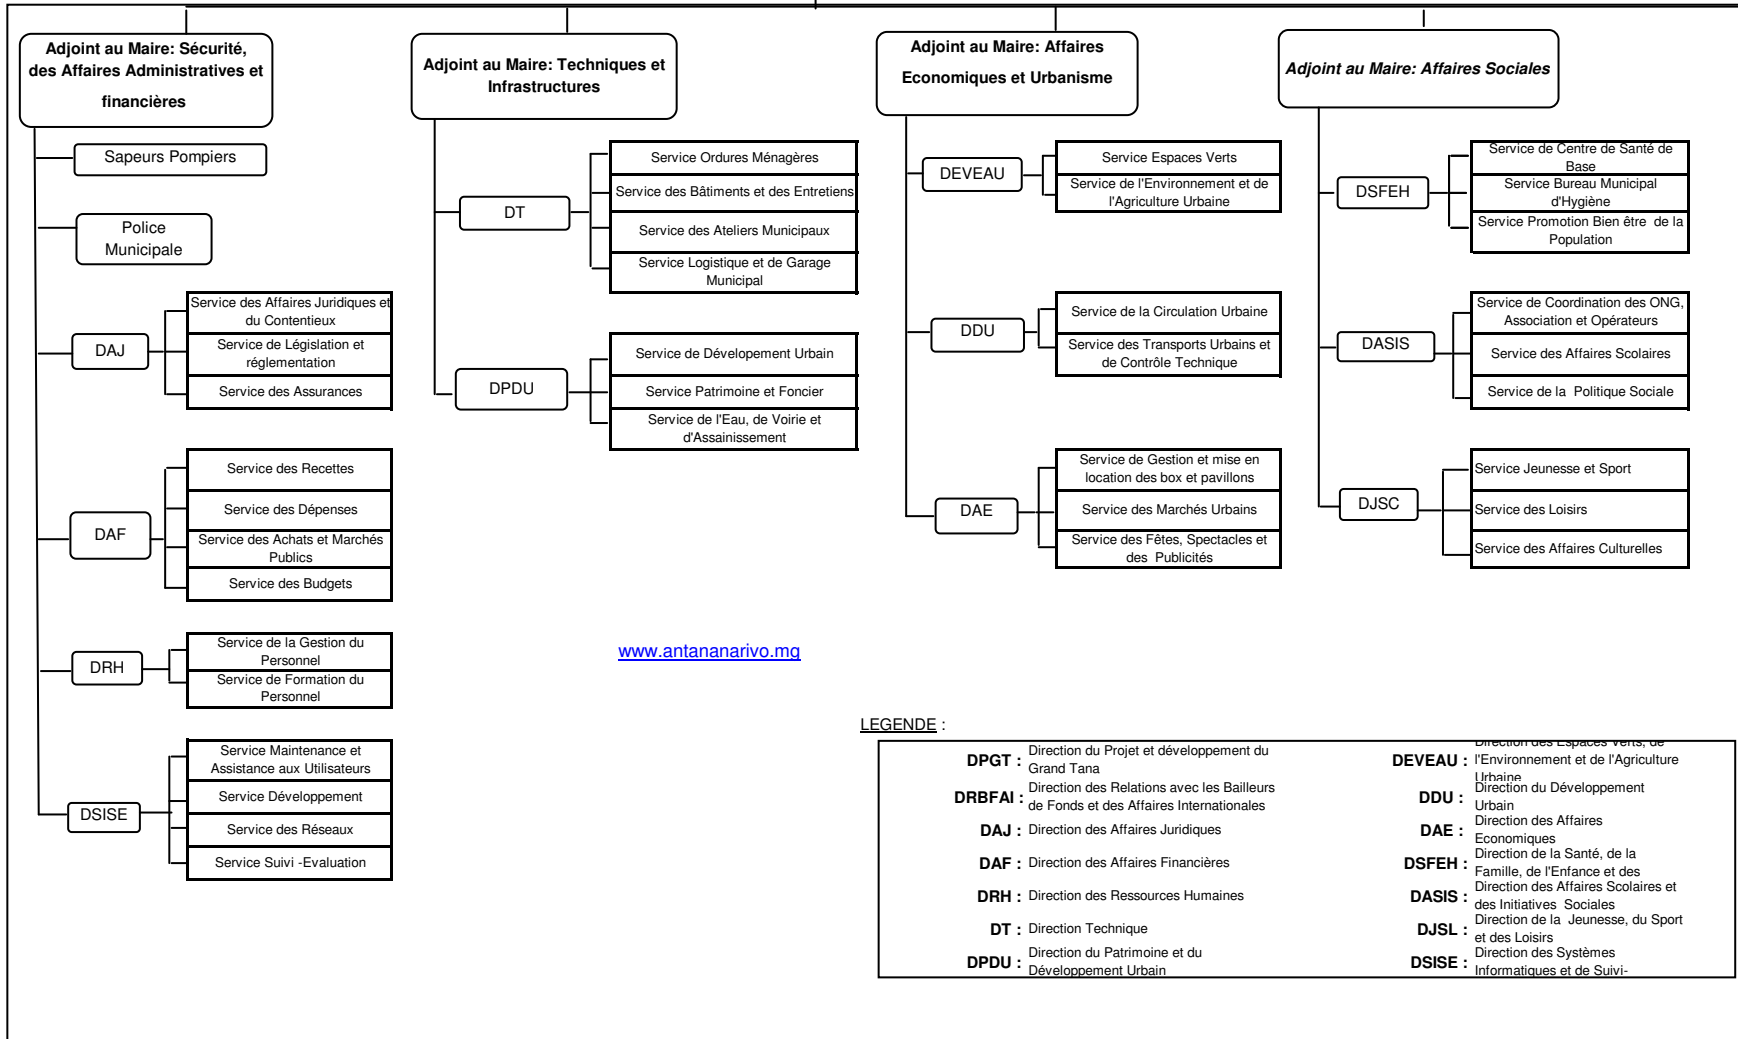 Adjoint au Maire: Sécurité,
des Affaires Administratives et
financières
Sapeurs Pompiers
Police
Municipale
DAJ
Service des Affaires Juridiques et
du Contentieux
Service de Législation et
réglementation
Service des Assurances
DAF
Service des Recettes
Service des Dépenses
Service des Achats et Marchés
Publics
Service des Budgets
DRH
Service de la Gestion du
Personnel
Service de Formation du
Personnel
DSISE
Service Maintenance et
Assistance aux Utilisateurs
Service Développement
Service des Réseaux
Service Suivi -Evaluation
Adjoint au Maire: Techniques et
Infrastructures
DT
Service Ordures Ménagères
Service des Bâtiments et des Entretiens
Service des Ateliers Municipaux
Service Logistique et de Garage
Municipal
DPDU
Service de Dévelopement Urbain
Service Patrimoine et Foncier
Service de l'Eau, de Voirie et
d'Assainissement
Adjoint au Maire: Affaires
Economiques et Urbanisme
DEVEAU
Service Espaces Verts
Service de l'Environnement et de
l'Agriculture Urbaine
DDU
Service de la Circulation Urbaine
Service des Transports Urbains et
de Contrôle Technique
DAE
Service de Gestion et mise en
location des box et pavillons
Service des Marchés Urbains
Service des Fêtes, Spectacles et
des Publicités
Adjoint au Maire: Affaires Sociales
DSFEH
Service de Centre de Santé de
Base
Service Bureau Municipal
d'Hygiène
Service Promotion Bien être de la
Population
DASIS
Service de Coordination des ONG,
Association et Opérateurs
Service des Affaires Scolaires
Service de la Politique Sociale
DJSC
Service Jeunesse et Sport
Service des Loisirs
Service des Affaires Culturelles
www.antananarivo.mg
LEGENDE :
DPGT : Direction du Projet et développement du
Grand Tana
DRBFAI : Direction des Relations avec les Bailleurs
de Fonds et des Affaires Internationales
DAJ : Direction des Affaires Juridiques
DAF : Direction des Affaires Financières
DRH : Direction des Ressources Humaines
DT : Direction Technique
DPDU : Direction du Patrimoine et du
Développement Urbain
DEVEAU : Direction des Espaces Verts, de
l'Environnement et de l'Agriculture
Urbaine
DDU : Direction du Développement
Urbain
DAE : Direction des Affaires
Economiques
DSFEH : Direction de la Santé, de la
Famille, de l'Enfance et des
DASIS : Direction des Affaires Scolaires et
des Initiatives Sociales
DJSL : Direction de la Jeunesse, du Sport
et des Loisirs
DSISE : Direction des Systèmes
Informatiques et de Suivi-